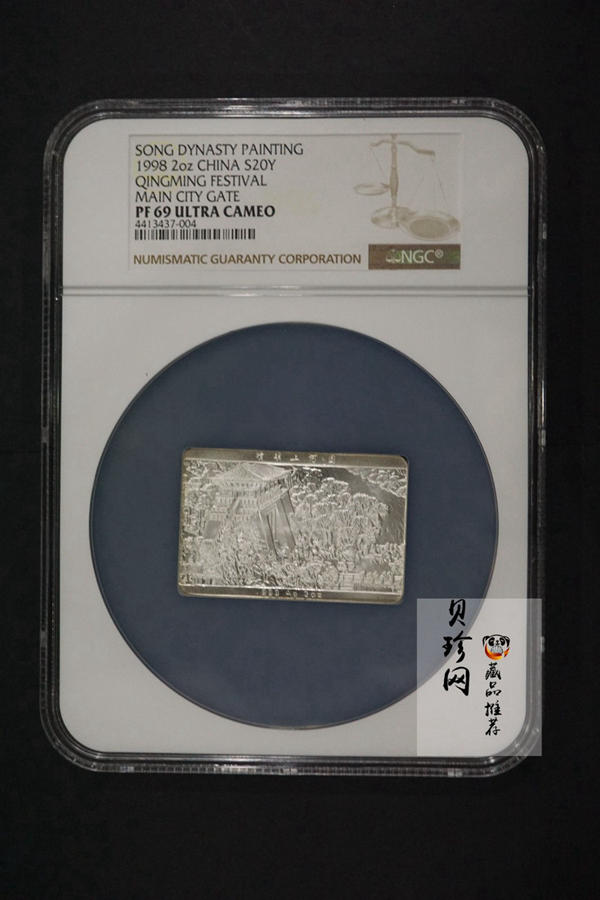 SONG DYNASTY PAINTING
1998 2oz CHINA S20Y
QINGMING FESTIVAL
MAIN CITY GATE
PF 69 ULTRA CAMEO
4413437-004
NUMISMATIC GUARANTY CORPORATION
NGC®
贝珍网
藏品推荐